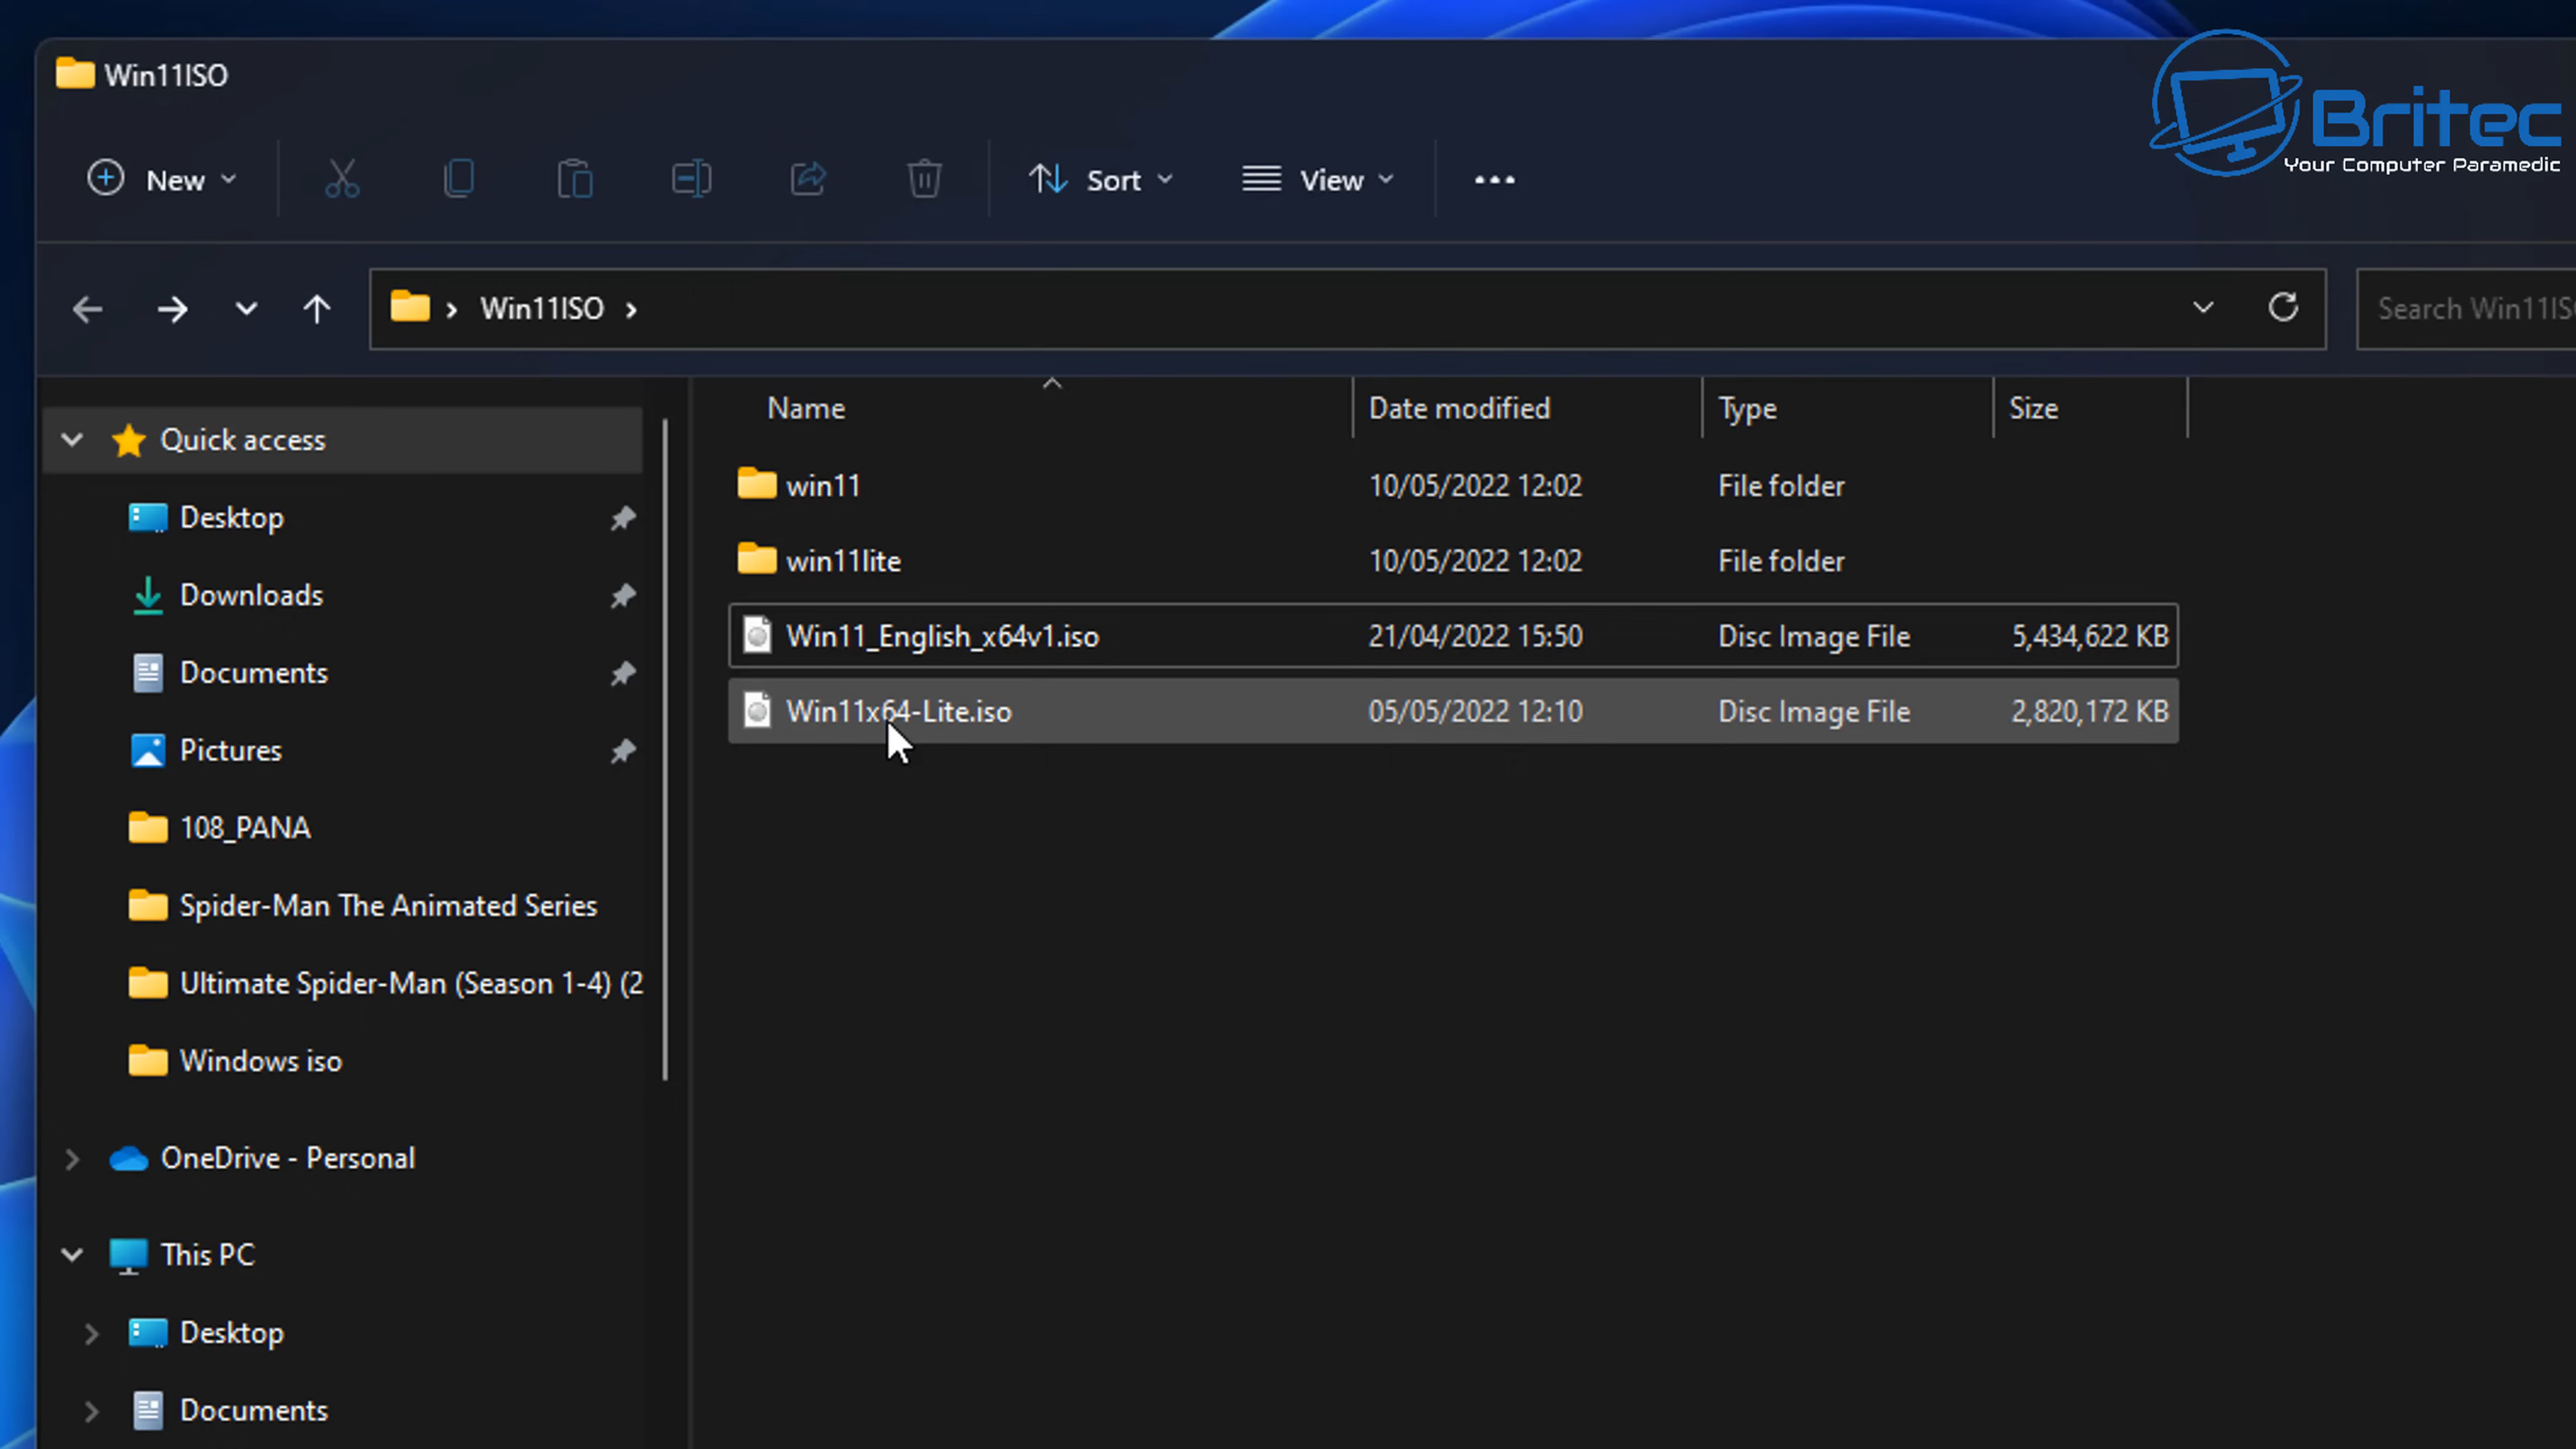 Win11ISO
Britec
Your Computer Paramedic
New
Sort
View
Win11ISO
Search Win11IS
Name
Date modified
Type
Size
Quick access
Desktop
Downloads
Documents
Pictures
108_PANA
Spider-Man The Animated Series
Ultimate Spider-Man (Season 1-4) (2
Windows iso
OneDrive - Personal
This PC
Desktop
Documents
win11 10/05/2022 12:02 File folder
win11lite 10/05/2022 12:02 File folder
Win11_English_x64v1.iso 21/04/2022 15:50 Disc Image File 5,434,622 KB
Win11x64-Lite.iso 05/05/2022 12:10 Disc Image File 2,820,172 KB